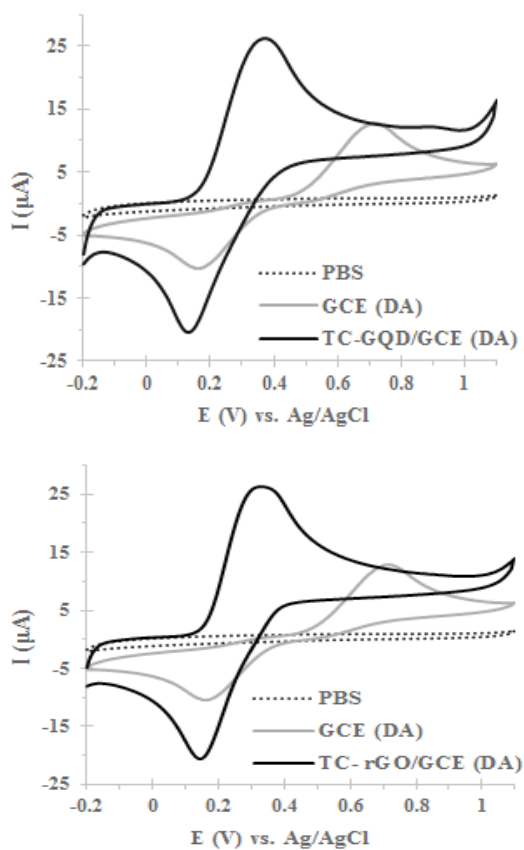 25
15
I (µA)
5
-5
-15
-25
PBS
GCE (DA)
TC-GQD/GCE (DA)
-0.2 0 0.2 0.4 0.6 0.8 1
E (V) vs. Ag/AgCl
25
15
I (µA)
5
-5
-15
-25
PBS
GCE (DA)
TC- rGO/GCE (DA)
-0.2 0 0.2 0.4 0.6 0.8 1
E (V) vs. Ag/AgCl